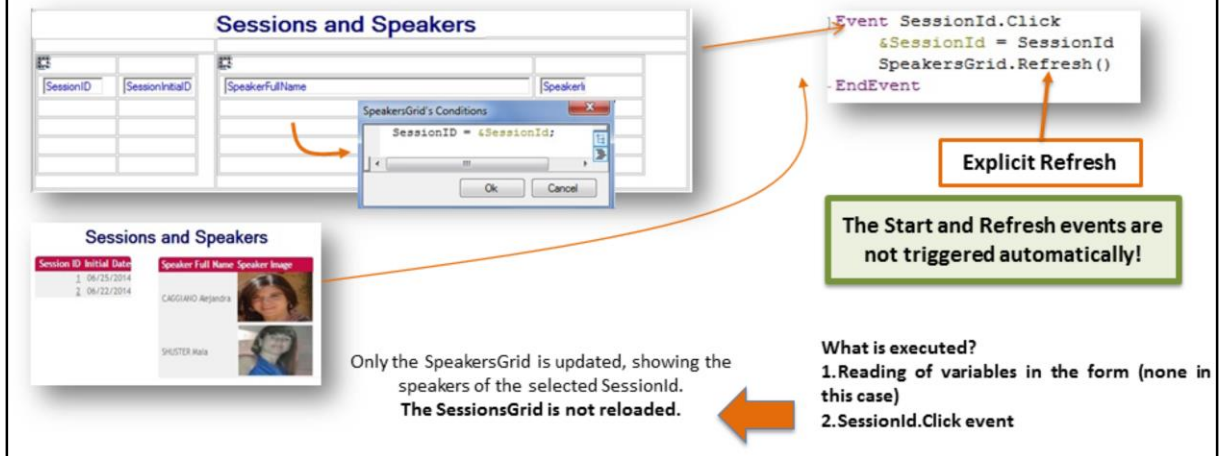 Sessions and Speakers
SessionID
SessionInitialD
SpeakerFullName
SpeakerIi
SpeakersGrid's Conditions
SessionID = &SessionId;
Ok
Cancel
Event SessionId.Click
&SessionId = SessionId
SpeakersGrid.Refresh()
EndEvent
Explicit Refresh
The Start and Refresh events are
not triggered automatically!
Sessions and Speakers
Session ID Initial Date
1 06/25/2014
2 06/22/2014
Speaker Full Name Speaker Image
CAGGIANO Alejandra
SHUSTER Maia
Only the SpeakersGrid is updated, showing the
speakers of the selected SessionId.
The SessionsGrid is not reloaded.
What is executed?
1.Reading of variables in the form (none in
this case)
2.SessionId.Click event